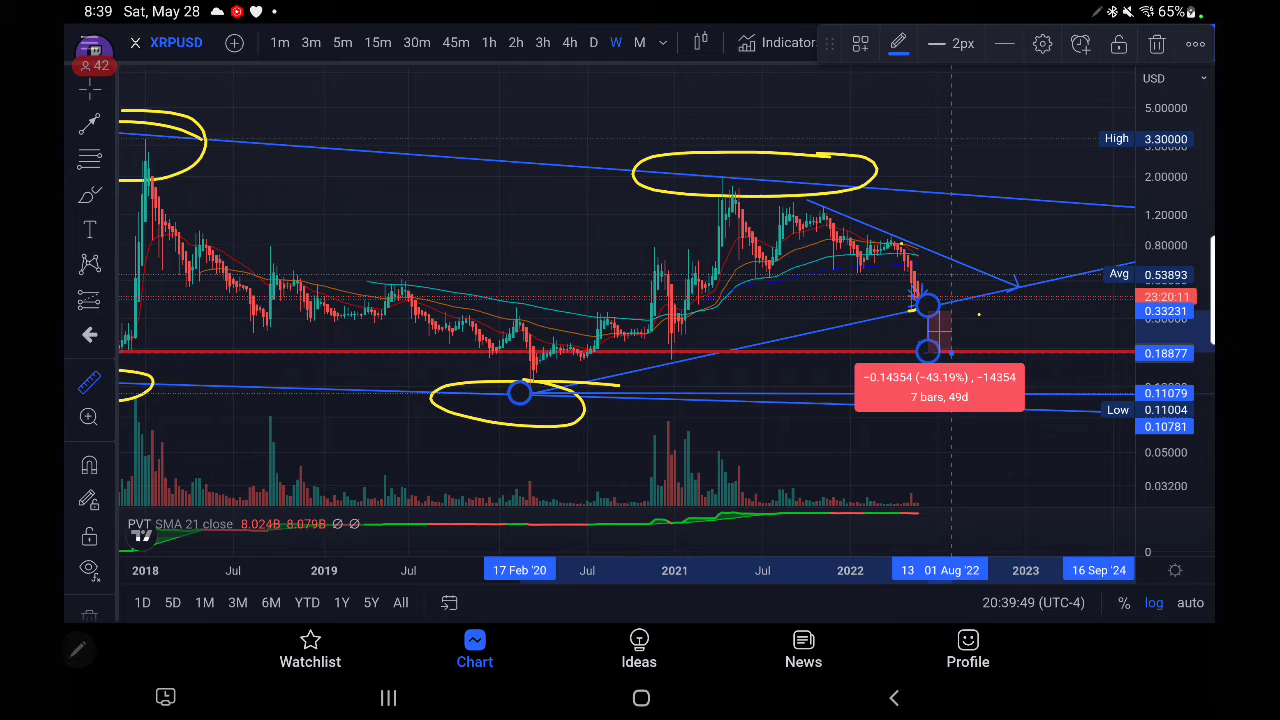 8:39 Sat, May 28 65%
XRPUSD 1m 3m 5m 15m 30m 45m 1h 2h 3h 4h D W M Indicator 2px
42
USD
5.00000
High 3.30000
2.00000
1.20000
0.80000
Avg 0.53893
23:20:11
0.33231
0.18877
−0.14354 (−43.19%) , −14354
7 bars, 49d
0.11079
Low 0.11004
0.10781
0.05000
0.03200
PVT SMA 21 close 8.024B 8.079B ∅ ∅
0
2018 Jul 2019 Jul 17 Feb '20 Jul 2021 Jul 2022 13 01 Aug '22 2023 16 Sep '24
1D 5D 1M 3M 6M YTD 1Y 5Y All 20:39:49 (UTC-4) % log auto
Watchlist Chart Ideas News Profile